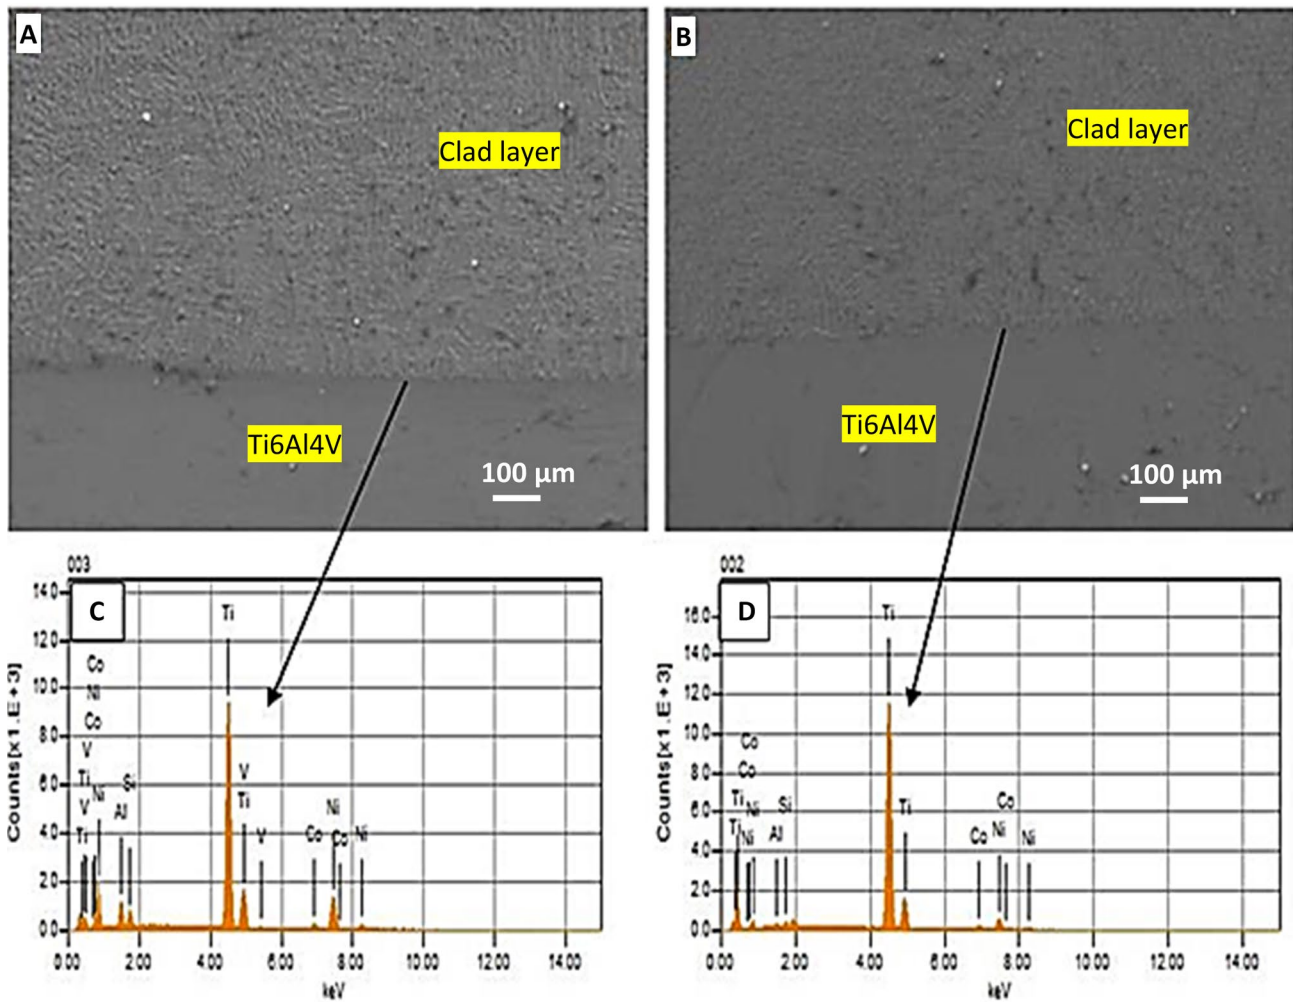 A
Clad layer
Ti6Al4V
100 μm
B
Clad layer
Ti6Al4V
100 μm
003
C
14.0
12.0
10.0
8.0
6.0
4.0
2.0
0.0
Counts[x1.E+3]
Co
Ni
Co
V
Ti
V
Ti
Ni
Al
Si
Ti
V
Ti
V
Co
Ni
Co
Ni
0.00 2.00 4.00 6.00 8.00 10.00 12.00 14.00
keV
002
D
16.0
14.0
12.0
10.0
8.0
6.0
4.0
2.0
0.0
Counts[x1.E+3]
Co
Co
Ti
Ni
Ti
Ni
Al
Si
Ti
Ti
Co
Co
Ni
Ni
0.00 2.00 4.00 6.00 8.00 10.00 12.00 14.00
keV